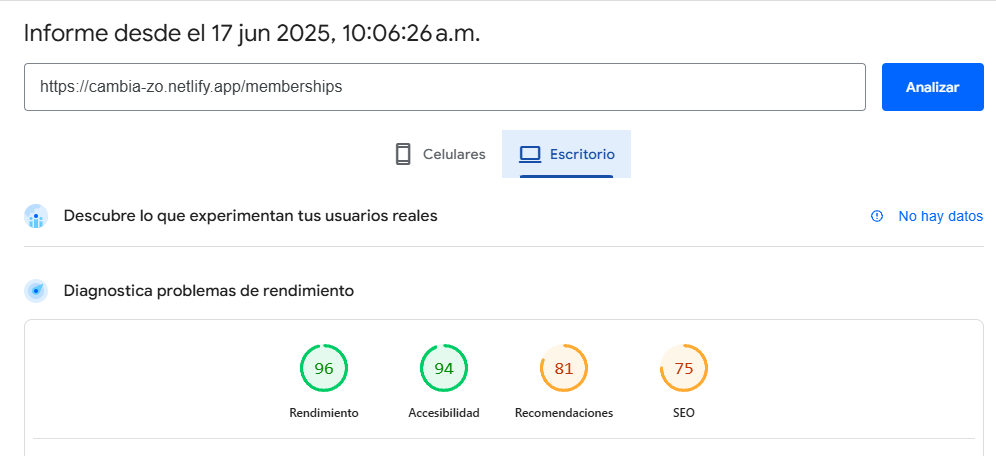 Informe desde el 17 jun 2025, 10:06:26 a.m.
https://cambia-zo.netlify.app/memberships
Analizar
Celulares
Escritorio
Descubre lo que experimentan tus usuarios reales
No hay datos
Diagnostica problemas de rendimiento
96 94 81 75
Rendimiento Accesibilidad Recomendaciones SEO